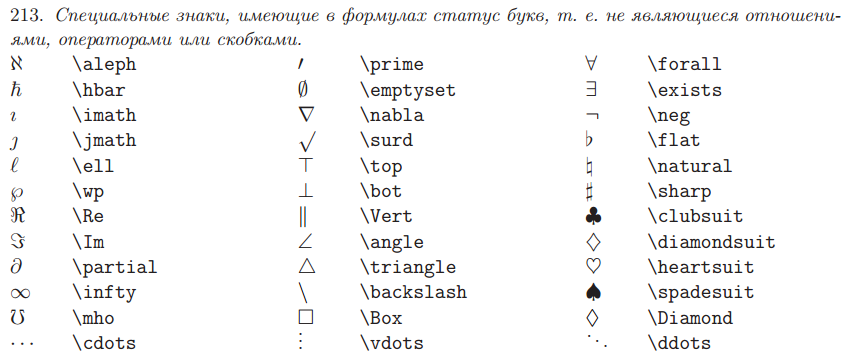 213. Специальные знаки, имеющие в формулах статус букв, т. е. не являющиеся отношени-
ями, операторами или скобками.
ℵ \aleph ′ \prime ∀ \forall
ℏ \hbar ∅ \emptyset ∃ \exists
ı \imath ∇ \nabla ¬ \neg
ȷ \jmath √ \surd ♭ \flat
ℓ \ell ⊤ \top ♮ \natural
℘ \wp ⊥ \bot ♯ \sharp
ℜ \Re ‖ \Vert ♣ \clubsuit
ℑ \Im ∠ \angle ♢ \diamondsuit
∂ \partial △ \triangle ♡ \heartsuit
∞ \infty \ \backslash ♠ \spadesuit
℧ \mho □ \Box ◊ \Diamond
⋯ \cdots ⋮ \vdots ⋱ \ddots